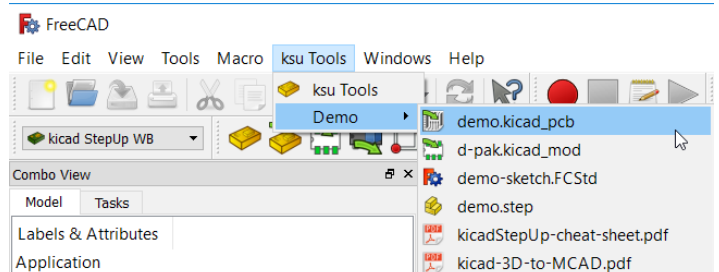 FreeCAD
File Edit View Tools Macro ksu Tools Windows Help
ksu Tools
Demo
demo.kicad_pcb
d-pak.kicad_mod
demo-sketch.FCStd
demo.step
kicadStepUp-cheat-sheet.pdf
kicad-3D-to-MCAD.pdf
kicad StepUp WB
Combo View
Model Tasks
Labels & Attributes
Application